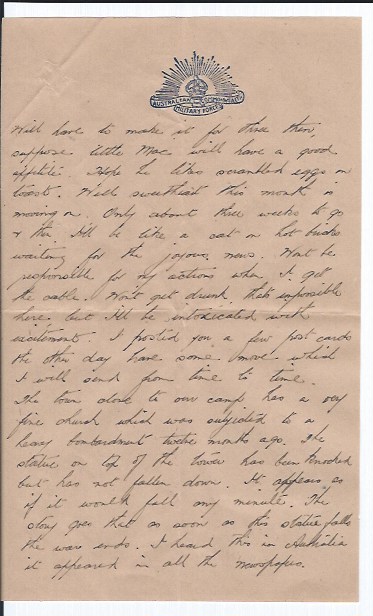 AUSTRALIAN COMMONWEALTH
MILITARY FORCES
Will have to make it for three then,
suppose little Mac will have a good
appetite. Hope he likes scrambled eggs on
toast. Well sweetheart this month is
moving on. Only about three weeks to go
& then I'll be like a cat on hot bricks
waiting for the joyous news. Wont be
responsible for my actions when I get
the cable. Wont get drunk, thats impossible
here, but I'll be intoxicated with
excitement. I posted you a few post cards
the other day have some more which
I will send from time to time.
The town close to our camp has a very
fine church which was subjected to a
heavy bombardment twelve months ago. The
statue on top of the tower has been knocked
but has not fallen down. It appears as
if it would fall any minute. The
story goes that as soon as this statue falls
the war ends. I heard this in Australia
it appeared in all the newspapers.